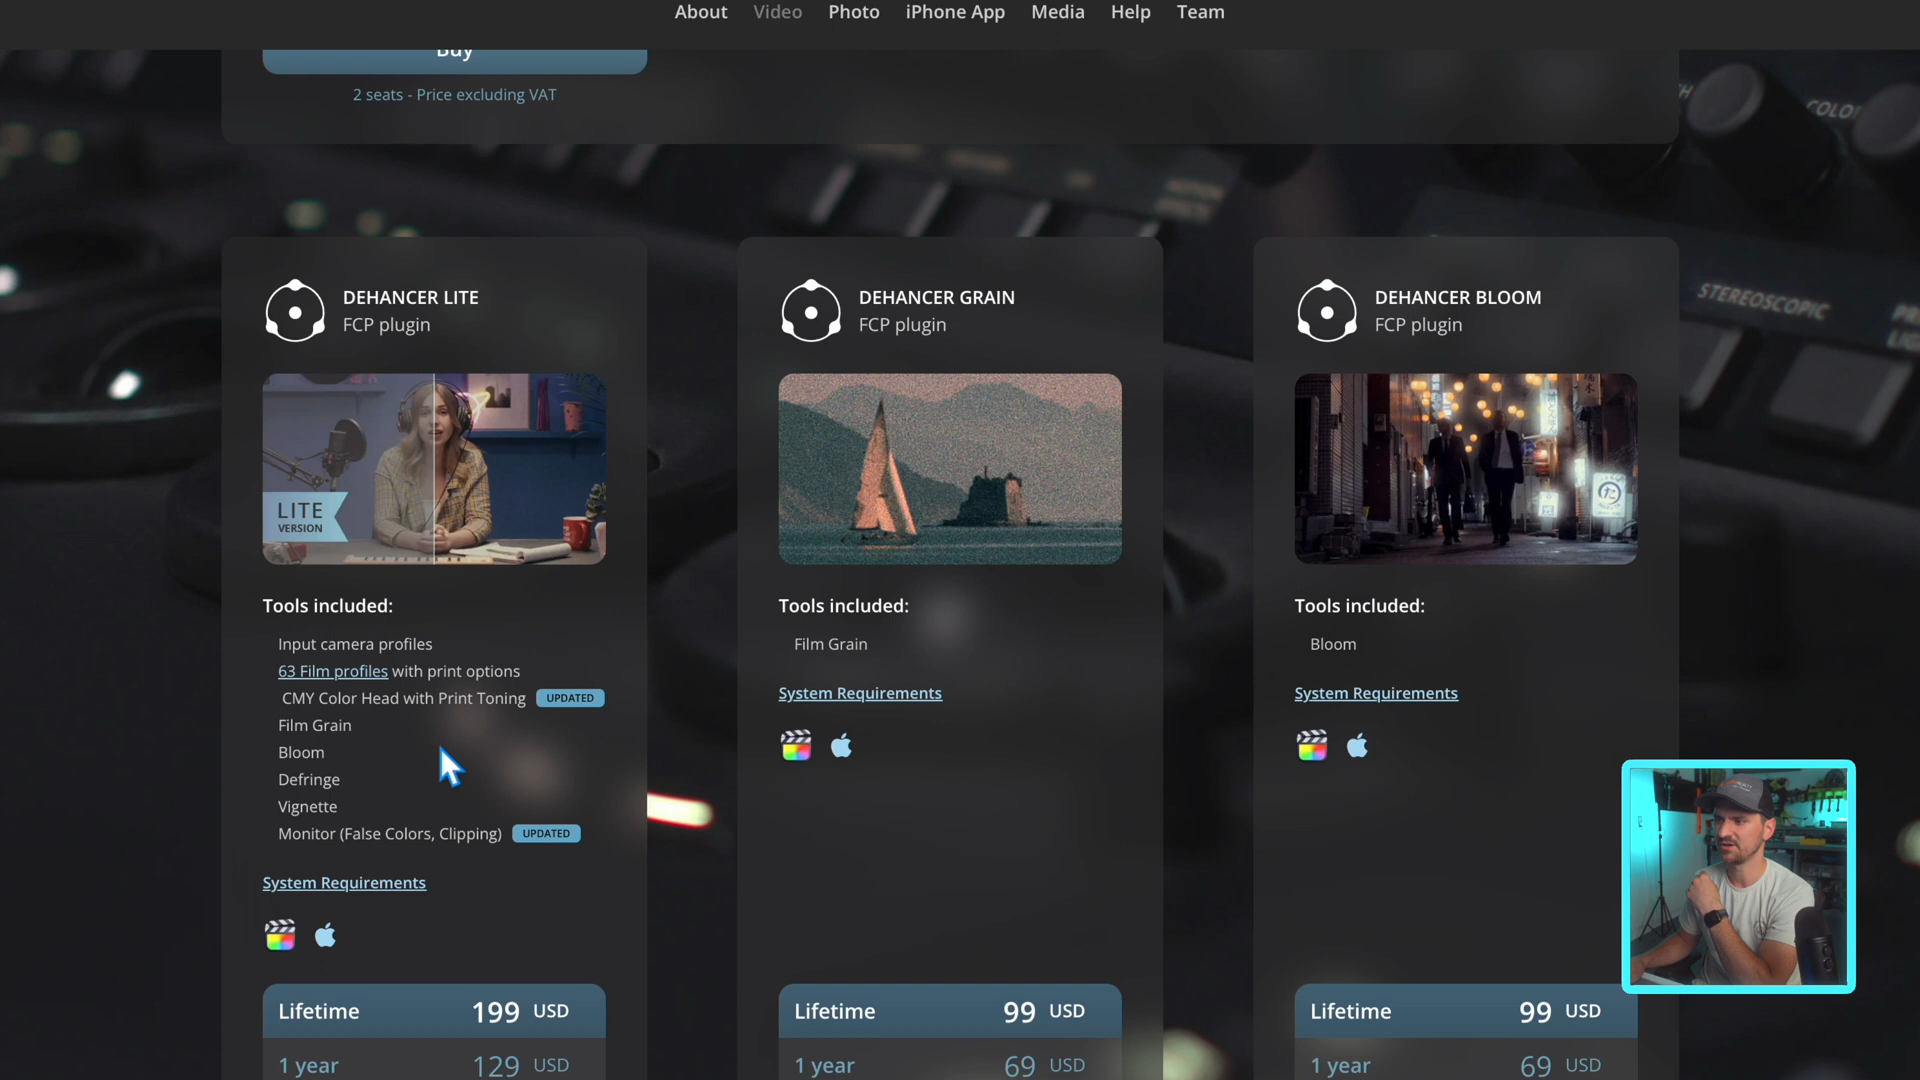 About Video Photo iPhone App Media Help Team
Buy
2 seats - Price excluding VAT
COLO
STEREOSCOPIC
DEHANCER LITE
FCP plugin
LITE
VERSION
Tools included:
Input camera profiles
63 Film profiles with print options
CMY Color Head with Print Toning UPDATED
Film Grain
Bloom
Defringe
Vignette
Monitor (False Colors, Clipping) UPDATED
System Requirements
Lifetime 199 USD
1 year 129 USD
DEHANCER GRAIN
FCP plugin
Tools included:
Film Grain
System Requirements
Lifetime 99 USD
1 year 69 USD
DEHANCER BLOOM
FCP plugin
Tools included:
Bloom
System Requirements
Lifetime 99 USD
1 year 69 USD